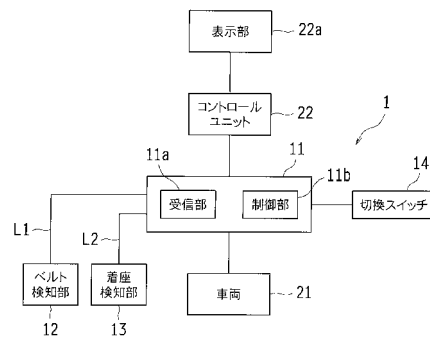 表示部
22a
コントロール
ユニット
22
1
11
11a
受信部
制御部
11b
14
切換スイッチ
L1
L2
ベルト
検知部
12
着座
検知部
13
車両
21